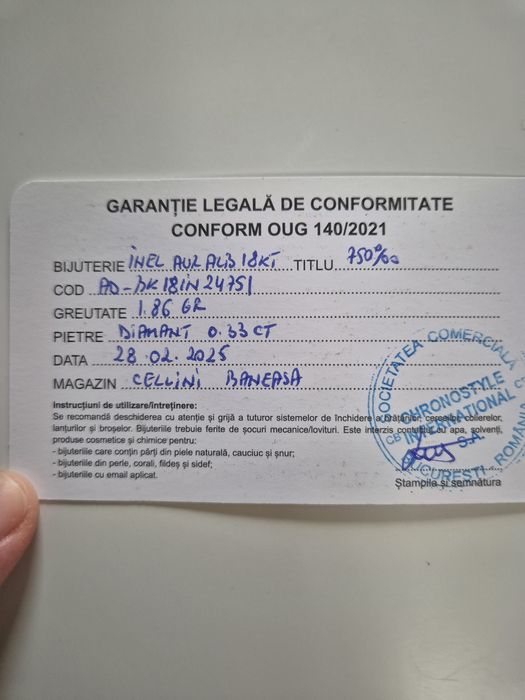 GARANȚIE LEGALĂ DE CONFORMITATE
CONFORM OUG 140/2021
BIJUTERIE INEL AUR ALB 18KT TITLU 750‰
COD AD-BK18IN24751
GREUTATE 1.86 GR
PIETRE DIAMANT 0.33 CT
DATA 28.02.2025
MAGAZIN CELLINI BANEASA
Instrucțiuni de utilizare/întreținere:
Se recomandă deschiderea cu atenție și grijă a tuturor sistemelor de închidere a brățărilor, cerceilor, colierelor,
lanțurilor și broșelor. Bijuteriile trebuie ferite de șocuri mecanice/lovituri. Este interzis contactul cu apa, solvenți,
produse cosmetice și chimice pentru:
- bijuteriile care conțin părți din piele naturală, cauciuc și șnur;
- bijuteriile din perle, corali, fildeș și sidef;
- bijuteriile cu email aplicat.
SOCIETATEA COMERCIALĂ
CHRONOSTYLE
INTERNATIONAL
S.A.
BUCUREȘTI ROMÂNIA
Ștampila și semnătura